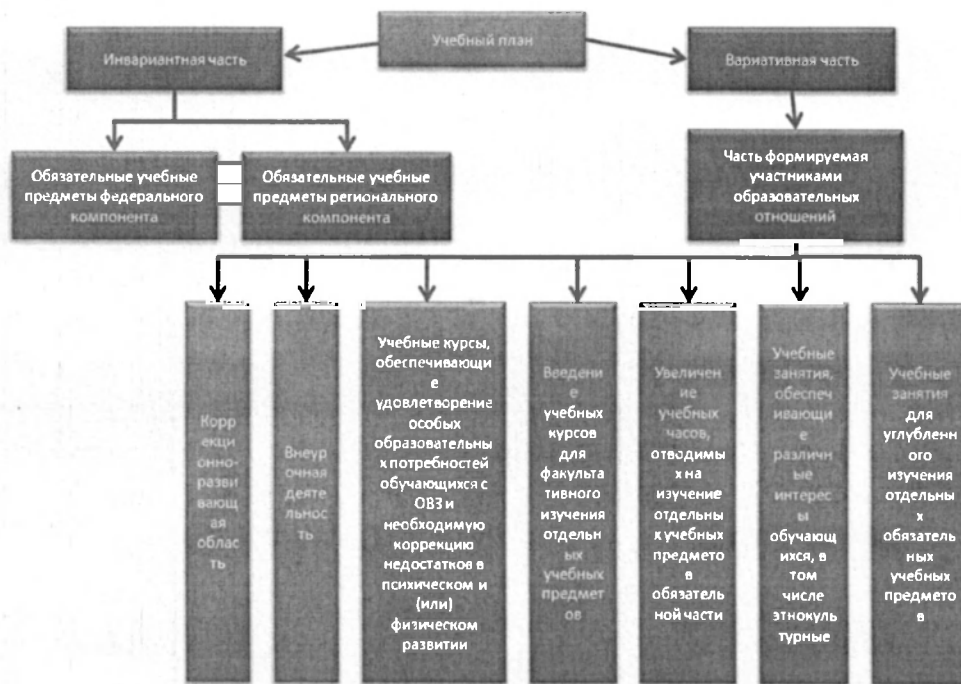 Учебный план
Инвариантная часть
Вариативная часть
Обязательные учебные
предметы федерального
компонента
Обязательные учебные
предметы регионального
компонента
Часть формируемая
участниками
образовательных
отношений
Корр
екци
онно-
разви
вающ
ая
облас
ть
Внеур
очная
деяте
льнос
ть
Учебные курсы,
обеспечивающи
е
удовлетворение
особых
образовательны
х потребностей
обучающихся с
ОВЗ и
необходимую
коррекцию
недостатков в
психическом и
(или)
физическом
развитии
Введени
е
учебных
курсов
для
факульта
тивного
изучения
отдельн
ых
учебных
предмет
ов
Увеличен
ие
учебных
часов,
отводимы
х на
изучение
отдельны
х учебных
предмето
в
обязатель
ной части
Учебные
занятия,
обеспеч
ивающи
е
различн
ые
интерес
ы
обучающ
ихся, в
том
числе
этнокуль
турные
Учебные
занятия
для
углубленн
ого
изучения
отдельны
х
обязатель
ных
учебных
предмето
в